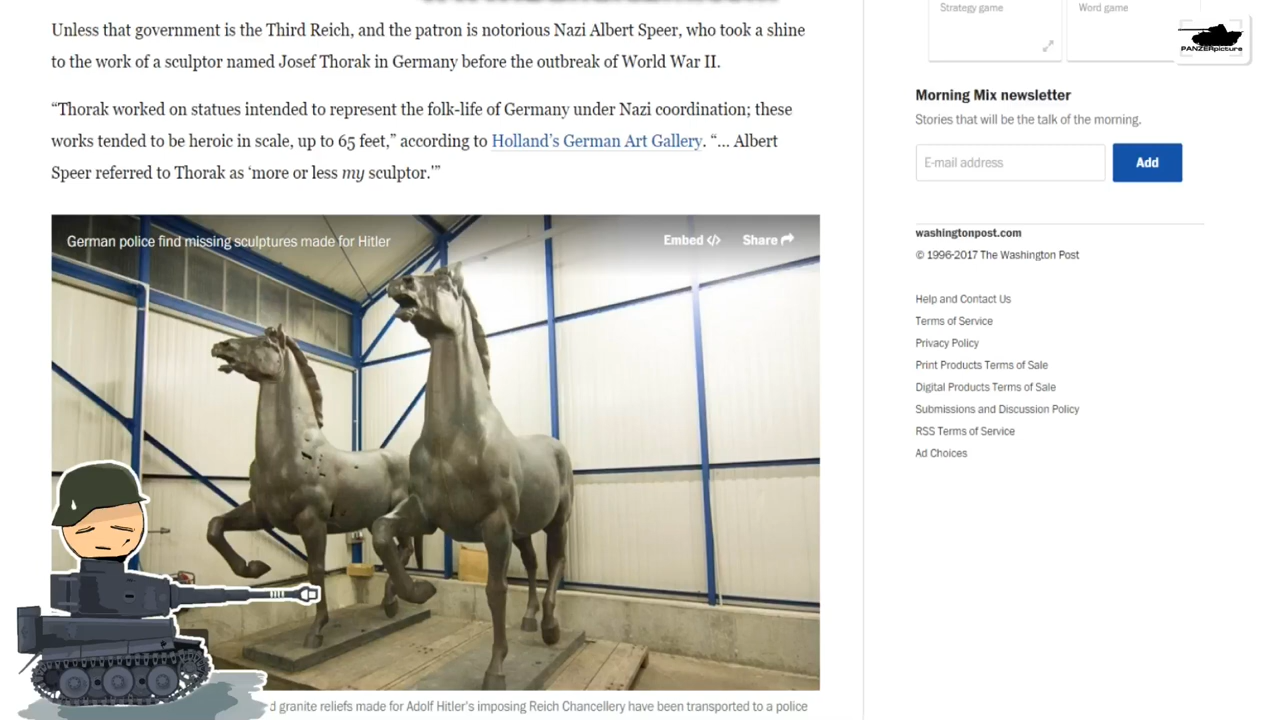 Unless that government is the Third Reich, and the patron is notorious Nazi Albert Speer, who took a shine
to the work of a sculptor named Josef Thorak in Germany before the outbreak of World War II.
“Thorak worked on statues intended to represent the folk-life of Germany under Nazi coordination; these
works tended to be heroic in scale, up to 65 feet,” according to Holland’s German Art Gallery. “... Albert
Speer referred to Thorak as ‘more or less my sculptor.’”
German police find missing sculptures made for Hitler
Embed </>
Share
d granite reliefs made for Adolf Hitler's imposing Reich Chancellery have been transported to a police
Strategy game
Word game
PANZERpicture
Morning Mix newsletter
Stories that will be the talk of the morning.
E-mail address
Add
washingtonpost.com
© 1996-2017 The Washington Post
Help and Contact Us
Terms of Service
Privacy Policy
Print Products Terms of Sale
Digital Products Terms of Sale
Submissions and Discussion Policy
RSS Terms of Service
Ad Choices